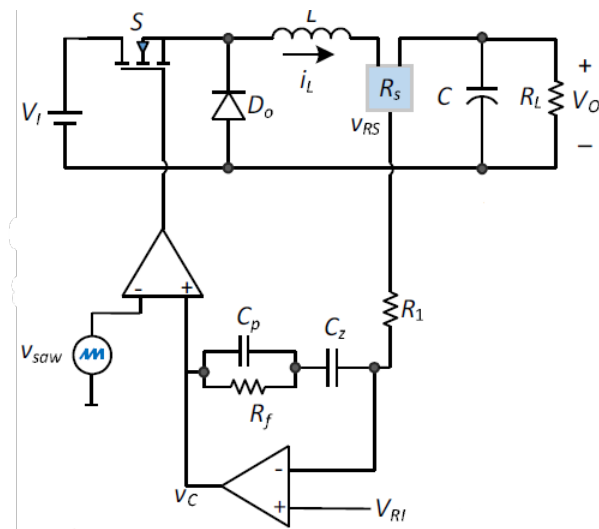 S
L
V_I
i_L
D_o
R_s
C
R_L
+
V_O
−
v_RS
- +
R_1
C_p
C_z
v_saw
R_f
-
v_C
+
V_RI